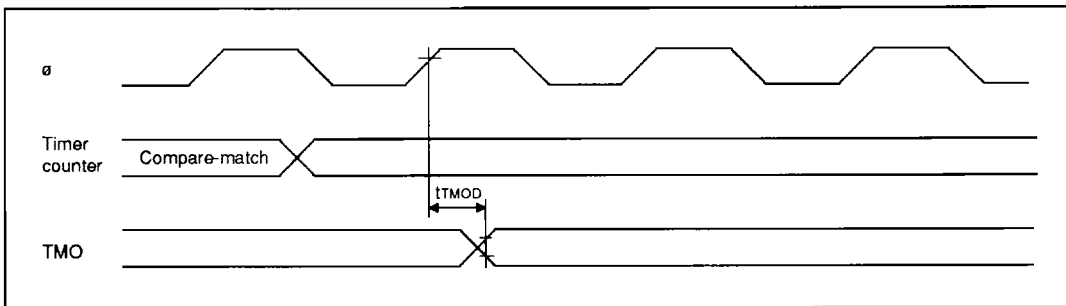 ø
Timer
counter
Compare-match
tTMOD
TMO